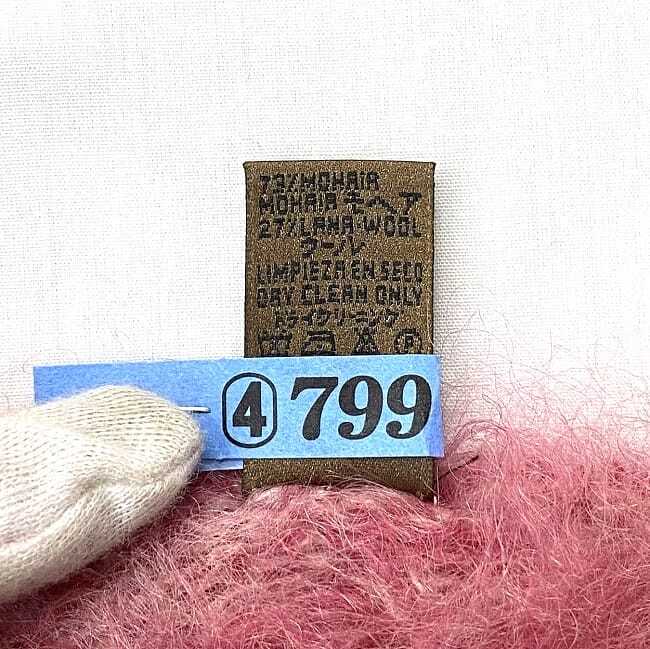 73%MOHAIR
MOHAIR モヘア
27%LANA-WOOL
ウール
LIMPIEZA EN SECO
DRY CLEAN ONLY
ドライクリーニング
P
④ 799